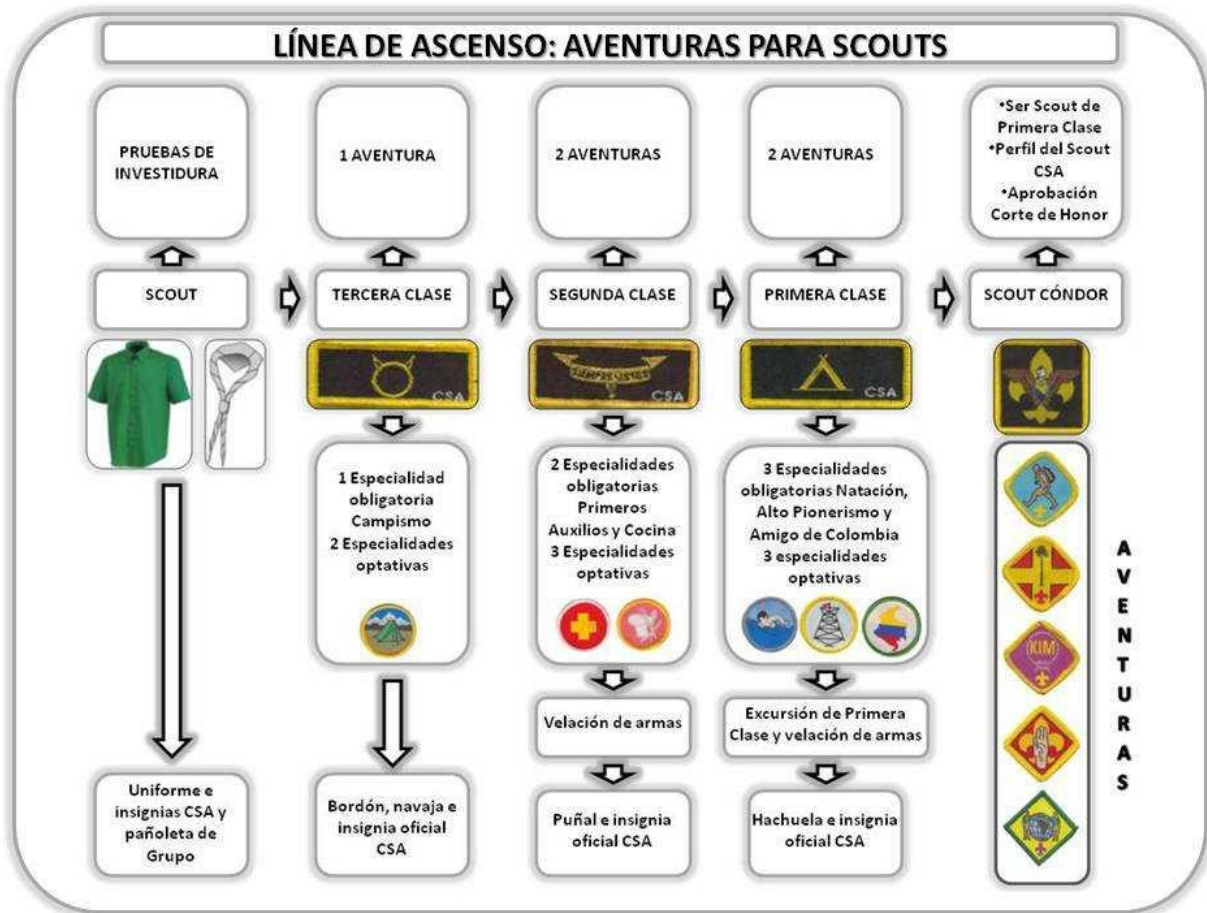 LÍNEA DE ASCENSO: AVENTURAS PARA SCOUTS
PRUEBAS DE
INVESTIDURA
1 AVENTURA
2 AVENTURAS
2 AVENTURAS
•Ser Scout de
Primera Clase
•Perfil del Scout
CSA
•Aprobación
Corte de Honor
SCOUT
TERCERA CLASE
SEGUNDA CLASE
PRIMERA CLASE
SCOUT CÓNDOR
CSA
SIEMPRE LISTOS
CSA
CSA
1 Especialidad
obligatoria
Campismo
2 Especialidades
optativas
2 Especialidades
obligatorias
Primeros
Auxilios y Cocina
3 Especialidades
optativas
3 Especialidades
obligatorias Natación,
Alto Pionerismo y
Amigo de Colombia
3 especialidades
optativas
KIM
AVENTURAS
Velación de armas
Excursión de Primera
Clase y velación de armas
Uniforme e
insignias CSA y
pañoleta de
Grupo
Bordón, navaja e
insignia oficial
CSA
Puñal e insignia
oficial CSA
Hachuela e insignia
oficial CSA